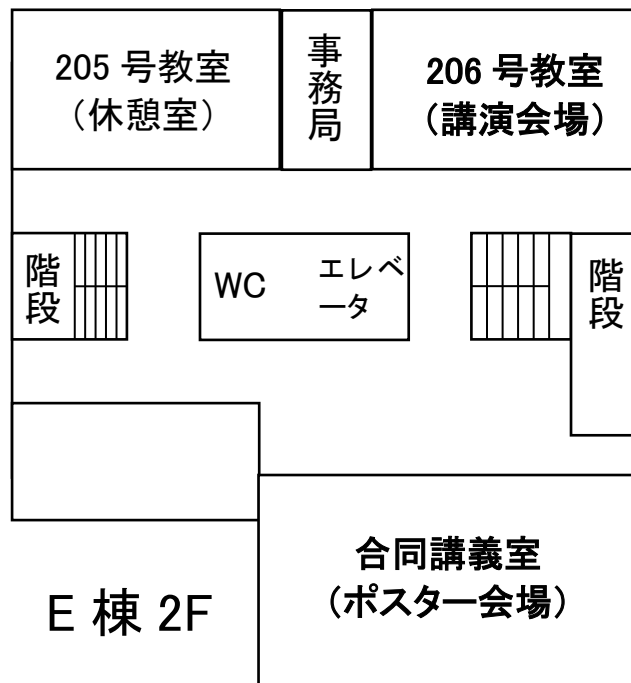 205 号教室
（休憩室）
事務局
206 号教室
（講演会場）
階段
WC
エレベ
ータ
階段
合同講義室
（ポスター会場）
E 棟 2F